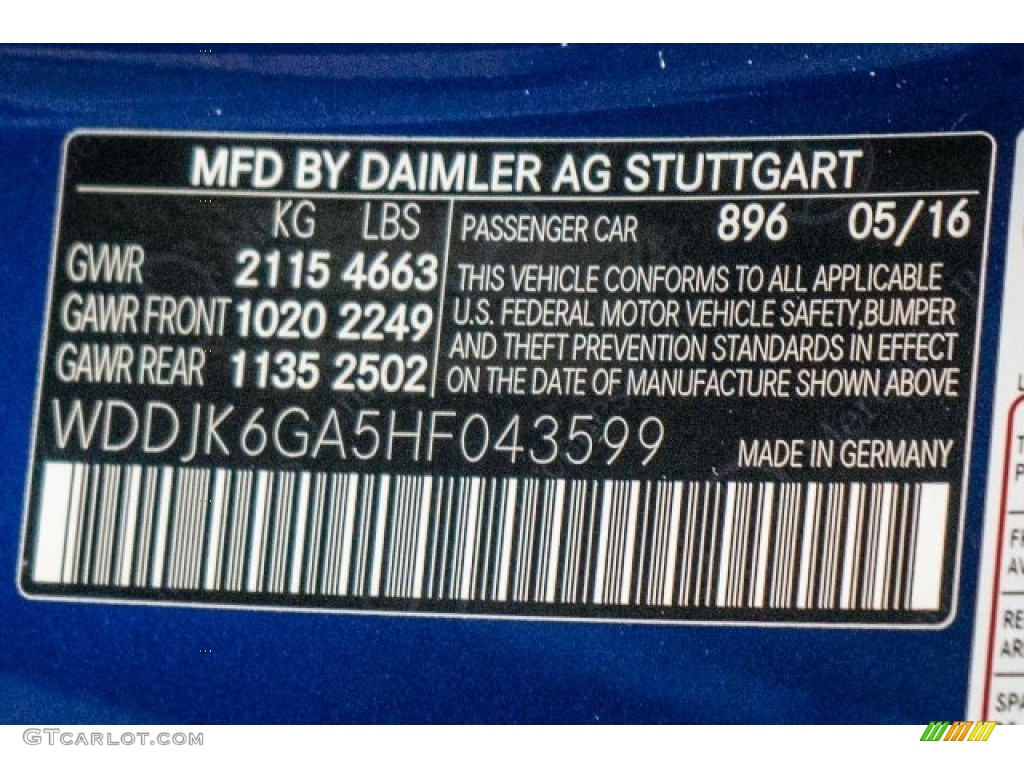 MFD BY DAIMLER AG STUTTGART
KG LBS
GVWR 2115 4663
GAWR FRONT 1020 2249
GAWR REAR 1135 2502
PASSENGER CAR 896 05/16
THIS VEHICLE CONFORMS TO ALL APPLICABLE
U.S. FEDERAL MOTOR VEHICLE SAFETY,BUMPER
AND THEFT PREVENTION STANDARDS IN EFFECT
ON THE DATE OF MANUFACTURE SHOWN ABOVE
WDDJK6GA5HF043599
MADE IN GERMANY
GTCARLOT.COM